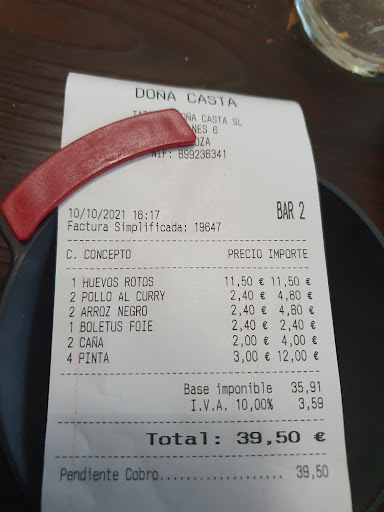 DOÑA CASTA
DOÑA CASTA SL
NES 6
OZA
NIF: B99236341
10/10/2021 16:17 BAR 2
Factura Simplificada: 19647
C. CONCEPTO PRECIO IMPORTE
1 HUEVOS ROTOS 11,50 € 11,50 €
2 POLLO AL CURRY 2,40 € 4,80 €
2 ARROZ NEGRO 2,40 € 4,80 €
1 BOLETUS FOIE 2,40 € 2,40 €
2 CAÑA 2,00 € 4,00 €
4 PINTA 3,00 € 12,00 €
Base imponible 35,91
I.V.A. 10,00% 3,59
Total: 39,50 €
Pendiente Cobro................... 39,50